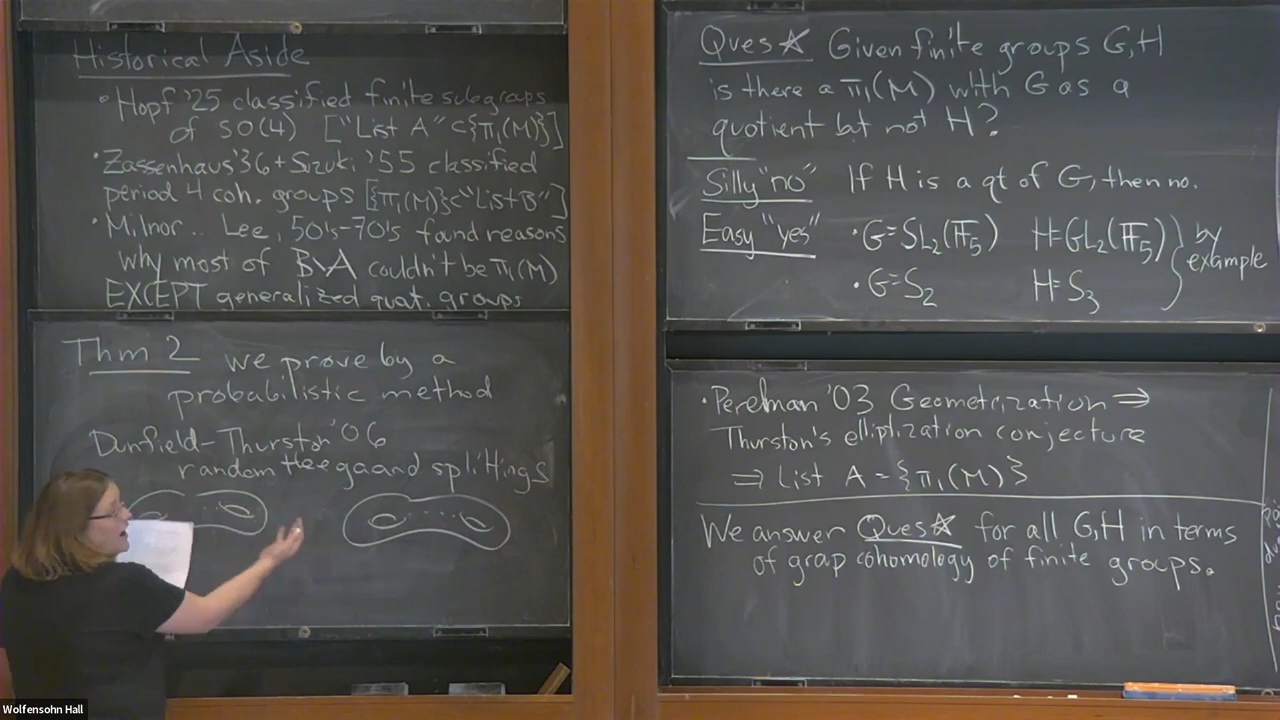 Historical Aside
• Hopf '25 classified finite subgroups
of SO(4) ["List A" ⊂ {π₁(M)}]
• Zassenhaus '36 + Sizuki '55 classified
period 4 coh. groups [{π₁(M)} ⊂ "List B"]
• Milnor .. Lee, 50's-70's found reasons
why most of B\A couldn't be π₁(M)
EXCEPT generalized quat. groups
Thm 2 we prove by a
probabilistic method
Dunfield-Thurston '06
random Heegaard splittings
Ques☆ Given finite groups G,H
is there a π₁(M) with G as a
quotient but not H?
Silly "no" If H is a qt of G, then no.
Easy "yes" • G=SL₂(𝔽₅) H=GL₂(𝔽₅) } by
example
• G=S₂ H=S₃
• Perelman '03 Geometrization ⇒
Thurston's elliptization conjecture
⇒ List A = {π₁(M)}
We answer Ques☆ for all G,H in terms
of grap cohomology of finite groups.
Wolfensohn Hall